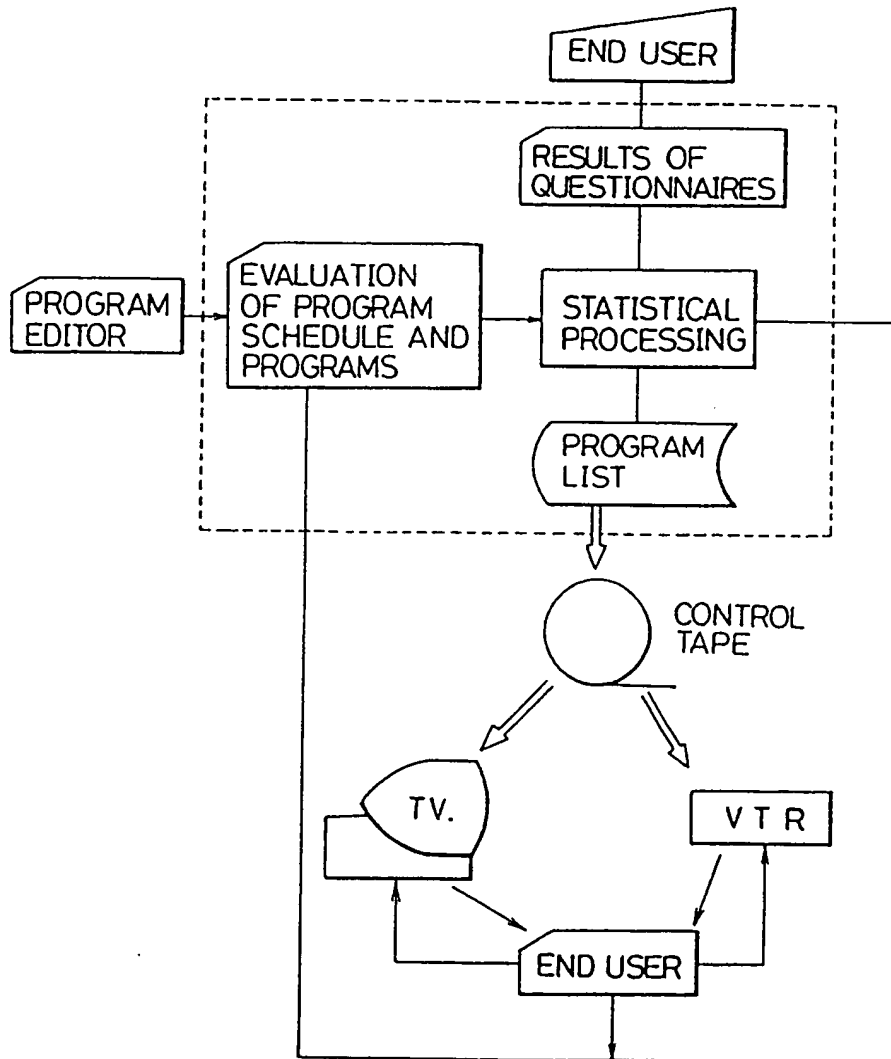 END USER
RESULTS OF
QUESTIONNAIRES
PROGRAM
EDITOR
EVALUATION
OF PROGRAM
SCHEDULE AND
PROGRAMS
STATISTICAL
PROCESSING
PROGRAM
LIST
CONTROL
TAPE
TV.
VTR
END USER